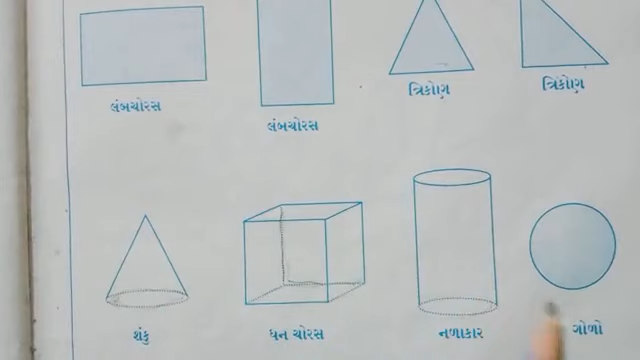 લંબચોરસ
લંબચોરસ
ત્રિકોણ
ત્રિકોણ
શંકુ
ઘન ચોરસ
નળાકાર
ગોળો